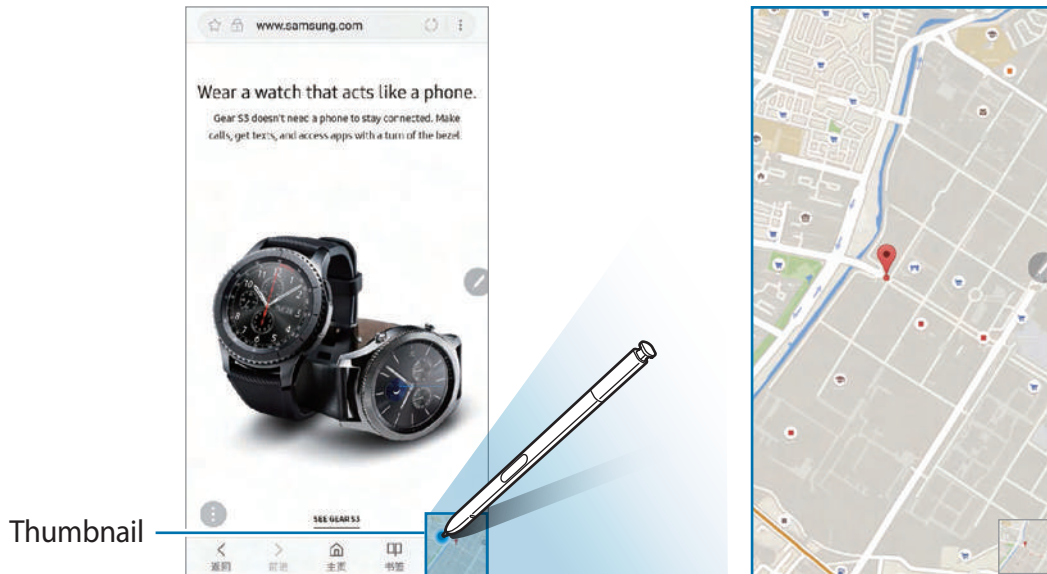 www.samsung.com
Wear a watch that acts like a phone.
Gear S3 doesn't need a phone to stay connected. Make
calls, get texts, and access apps with a turn of the bezel.
SEE GEAR S3
Thumbnail
返回
前进
主页
书签